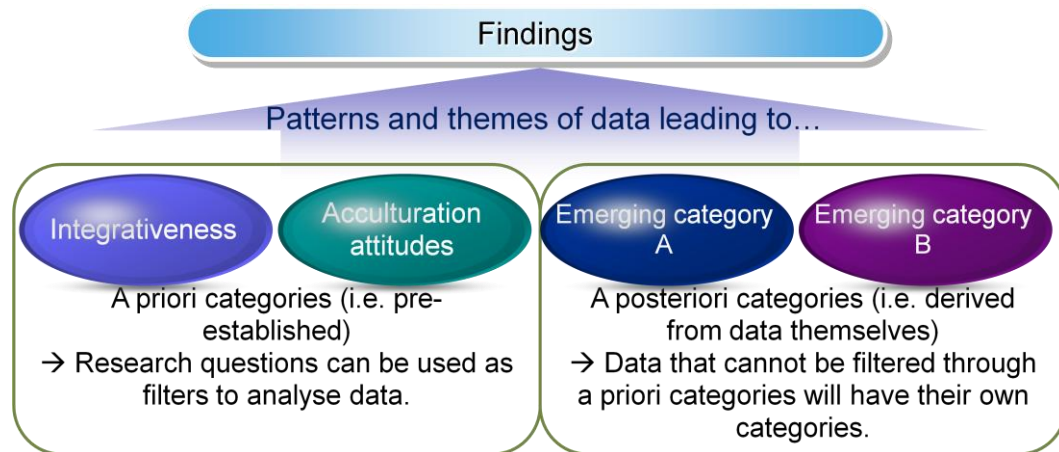 Findings
Patterns and themes of data leading to…
Integrativeness
Acculturation
attitudes
A priori categories (i.e. pre-
established)
→ Research questions can be used as
filters to analyse data.
Emerging category
A
Emerging category
B
A posteriori categories (i.e. derived
from data themselves)
→ Data that cannot be filtered through
a priori categories will have their own
categories.